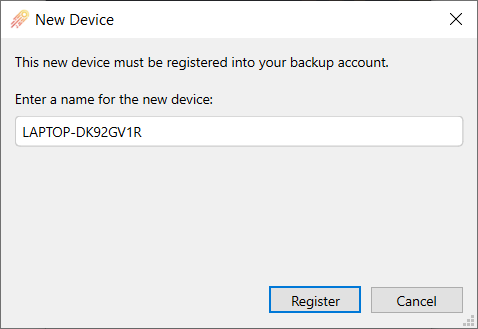 New Device
This new device must be registered into your backup account.
Enter a name for the new device:
LAPTOP-DK92GV1R
Register
Cancel